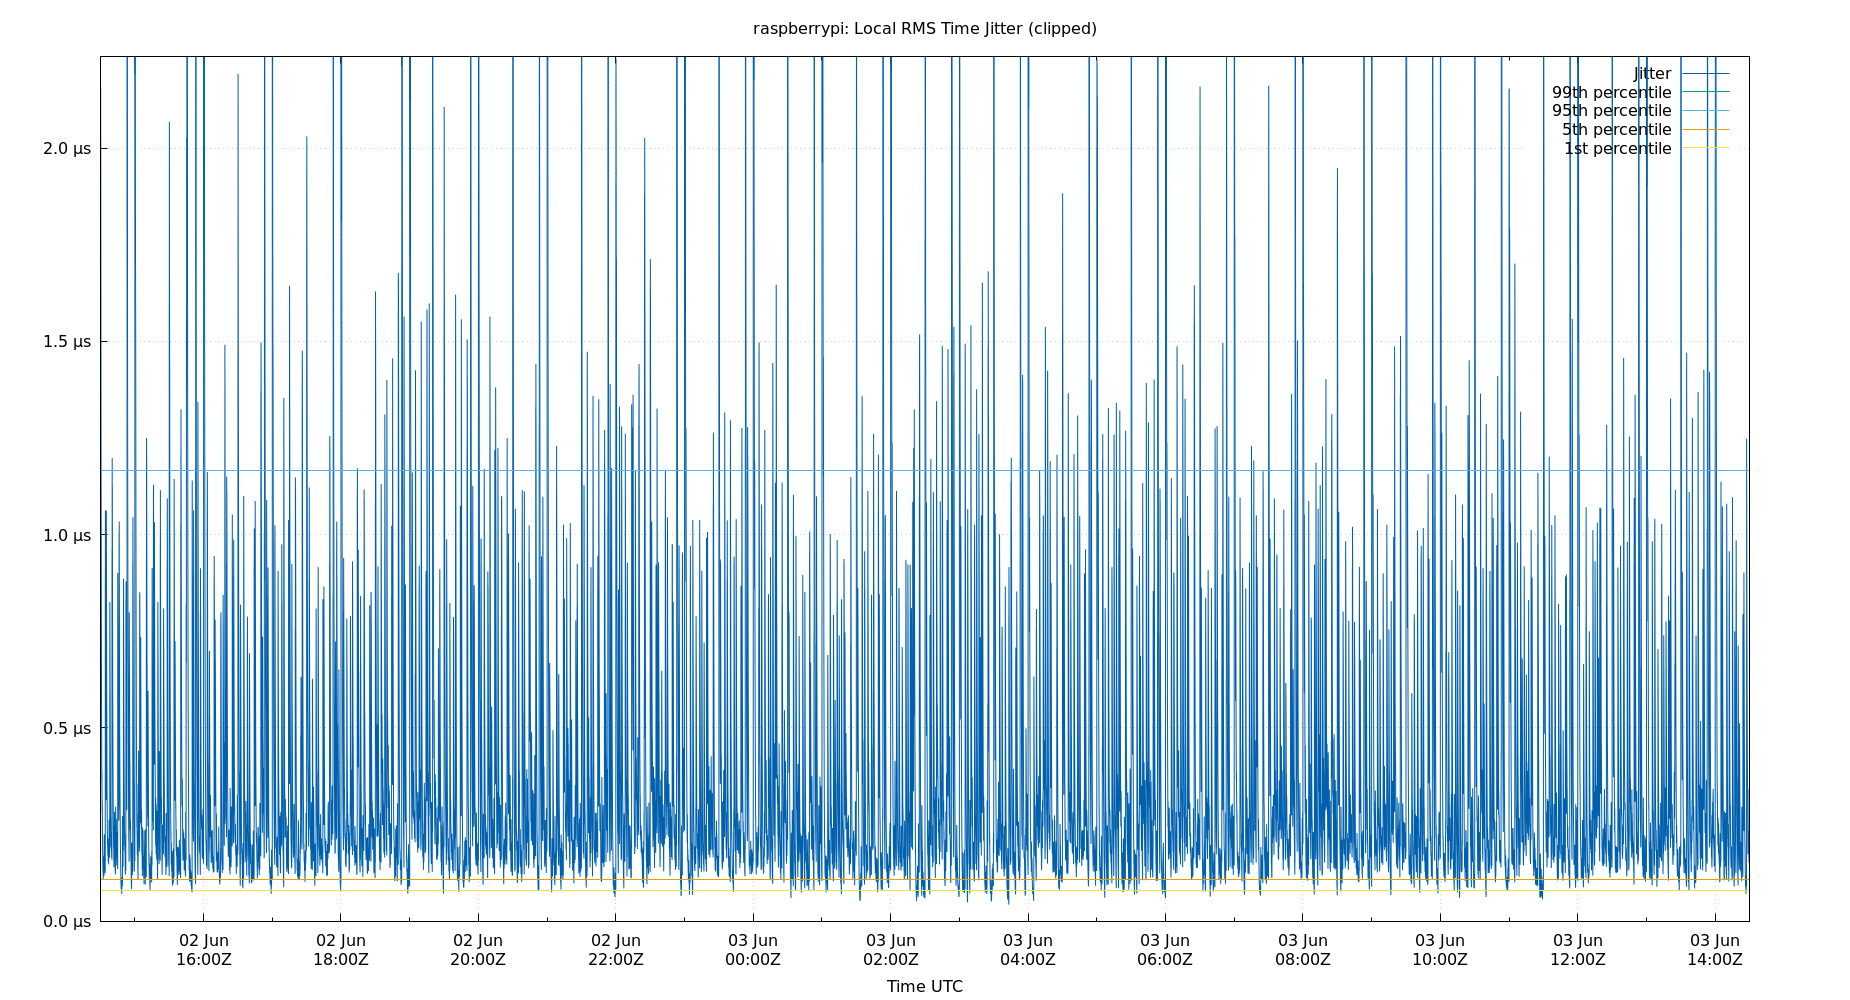 raspberrypi: Local RMS Time Jitter (clipped)
Jitter
99th percentile
95th percentile
5th percentile
1st percentile
2.0 µs
1.5 µs
1.0 µs
0.5 µs
0.0 µs
02 Jun 02 Jun 02 Jun 02 Jun 03 Jun 03 Jun 03 Jun 03 Jun 03 Jun 03 Jun 03 Jun 03 Jun
16:00Z 18:00Z 20:00Z 22:00Z 00:00Z 02:00Z 04:00Z 06:00Z 08:00Z 10:00Z 12:00Z 14:00Z
Time UTC